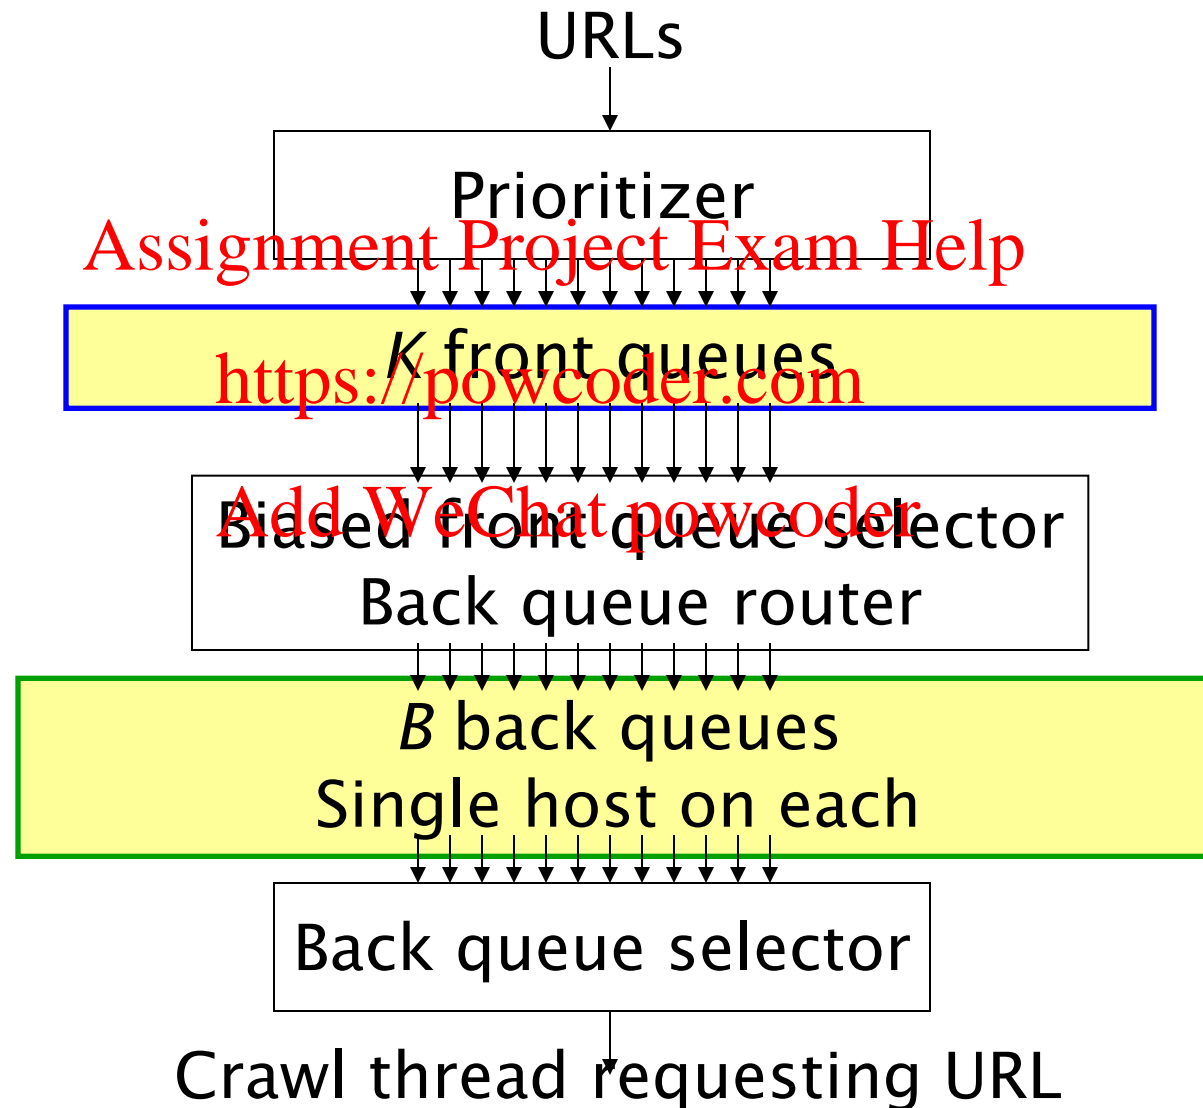 URLs
Prioritizer
Assignment Project Exam Help
K front queues
https://powcoder.com
Biased front queue selector
Add WeChat powcoder
Back queue router
B back queues
Single host on each
Back queue selector
Crawl thread requesting URL